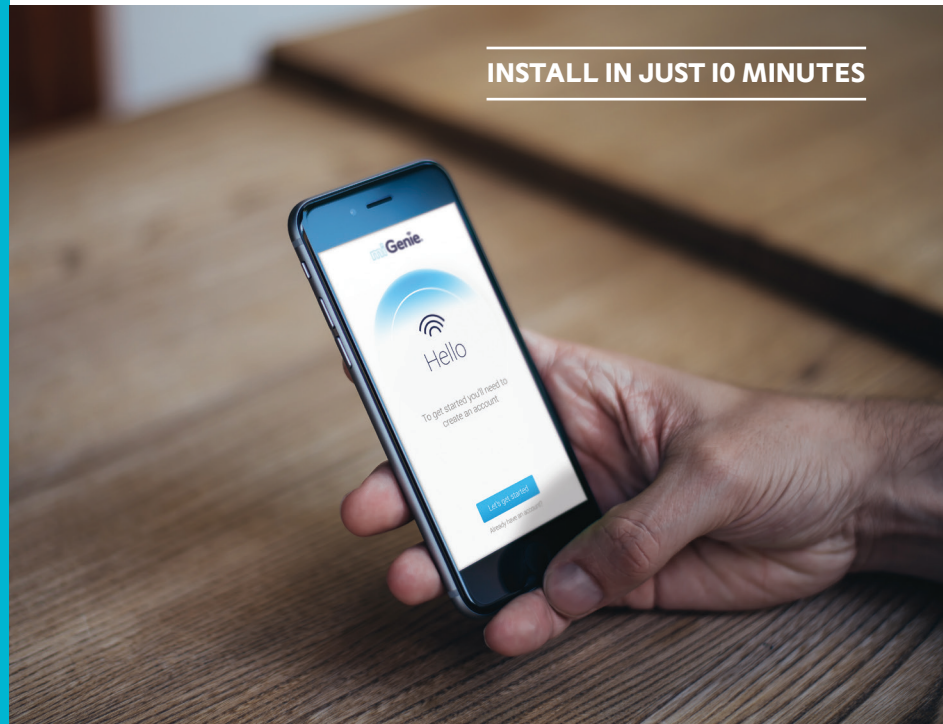 INSTALL IN JUST 10 MINUTES
miGenie.
Hello
To get started you'll need to
create an account
Let's get started
Already have an account?